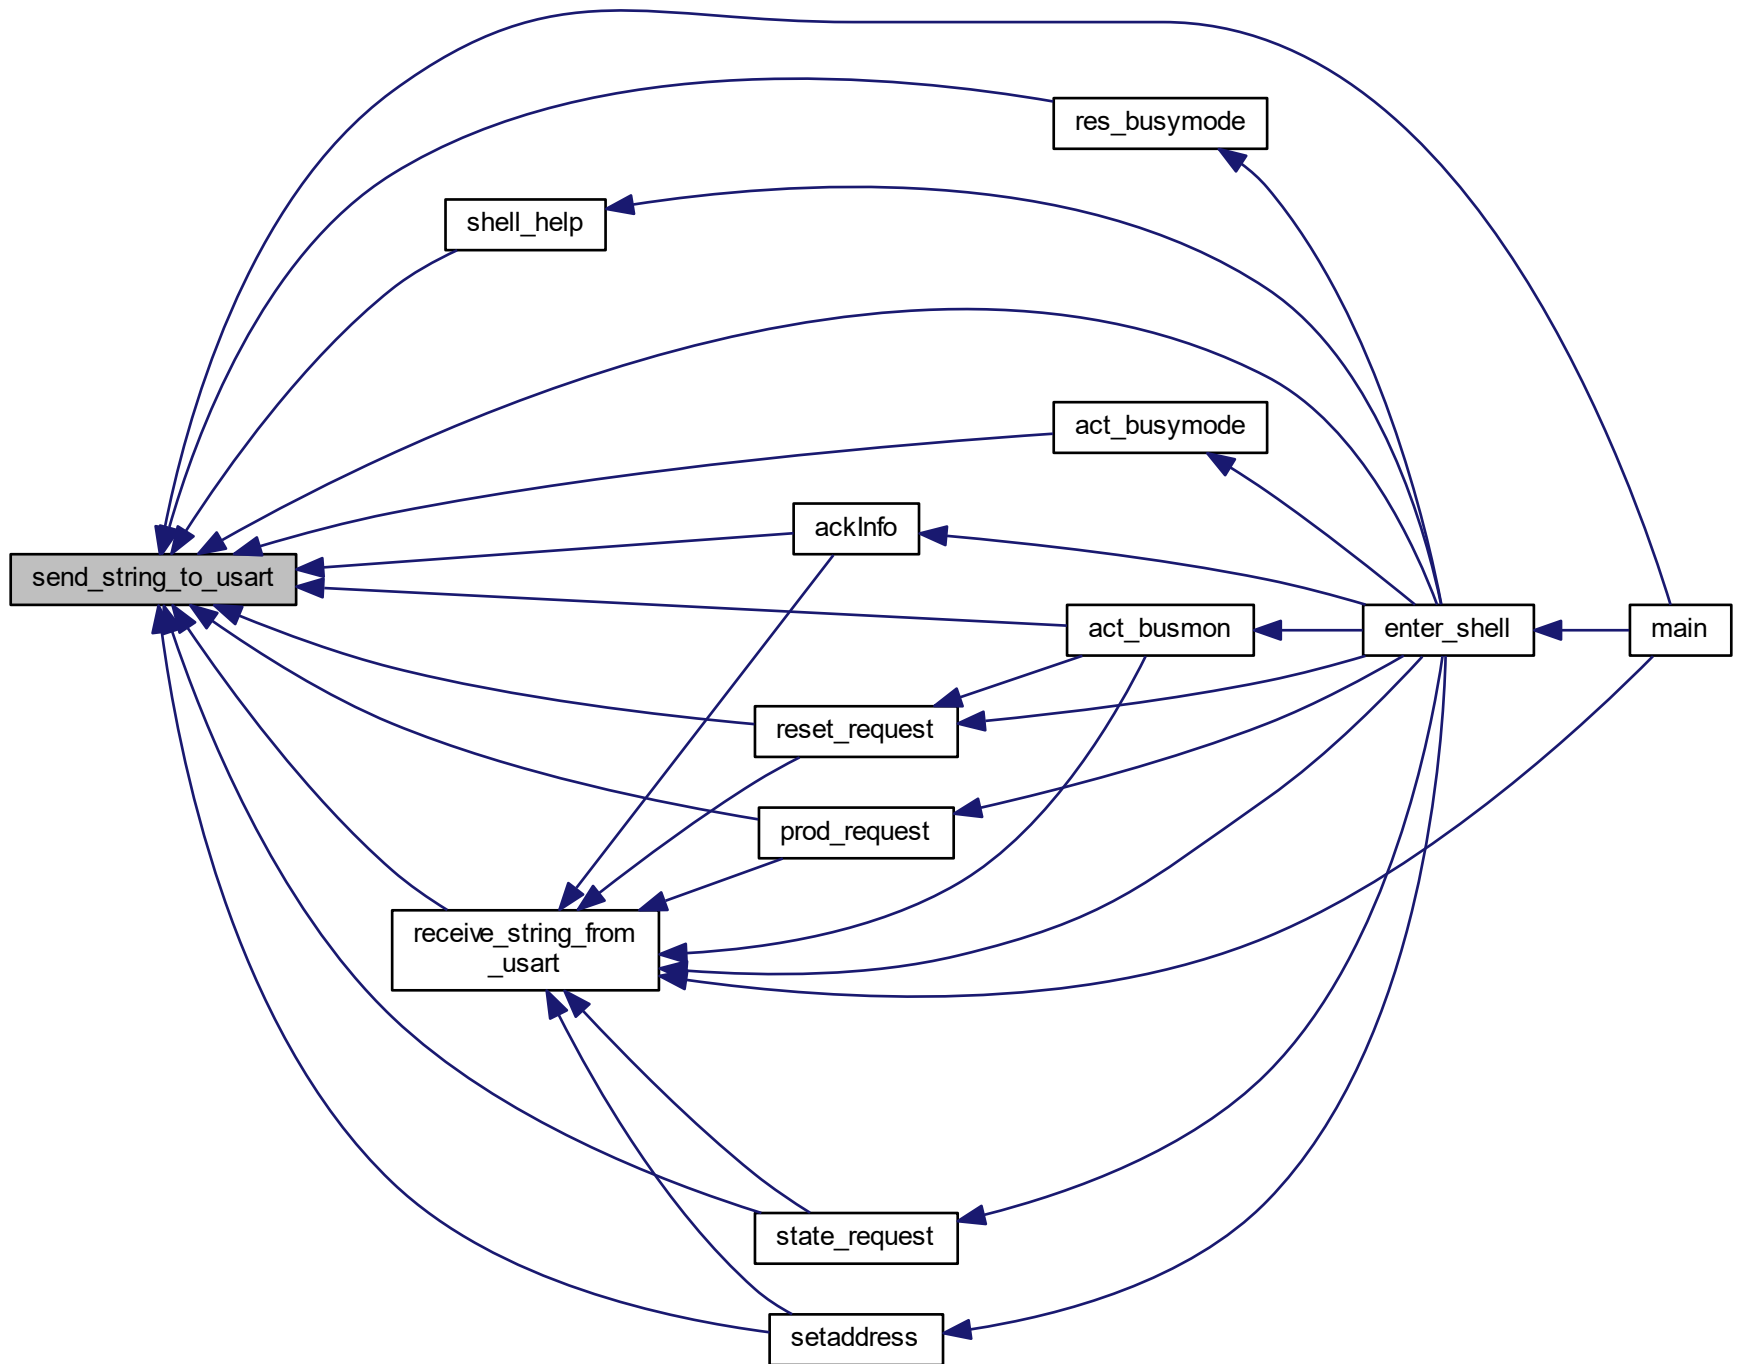 res_busymode
shell_help
act_busymode
ackInfo
send_string_to_usart
act_busmon
enter_shell
main
reset_request
prod_request
receive_string_from
_usart
state_request
setaddress